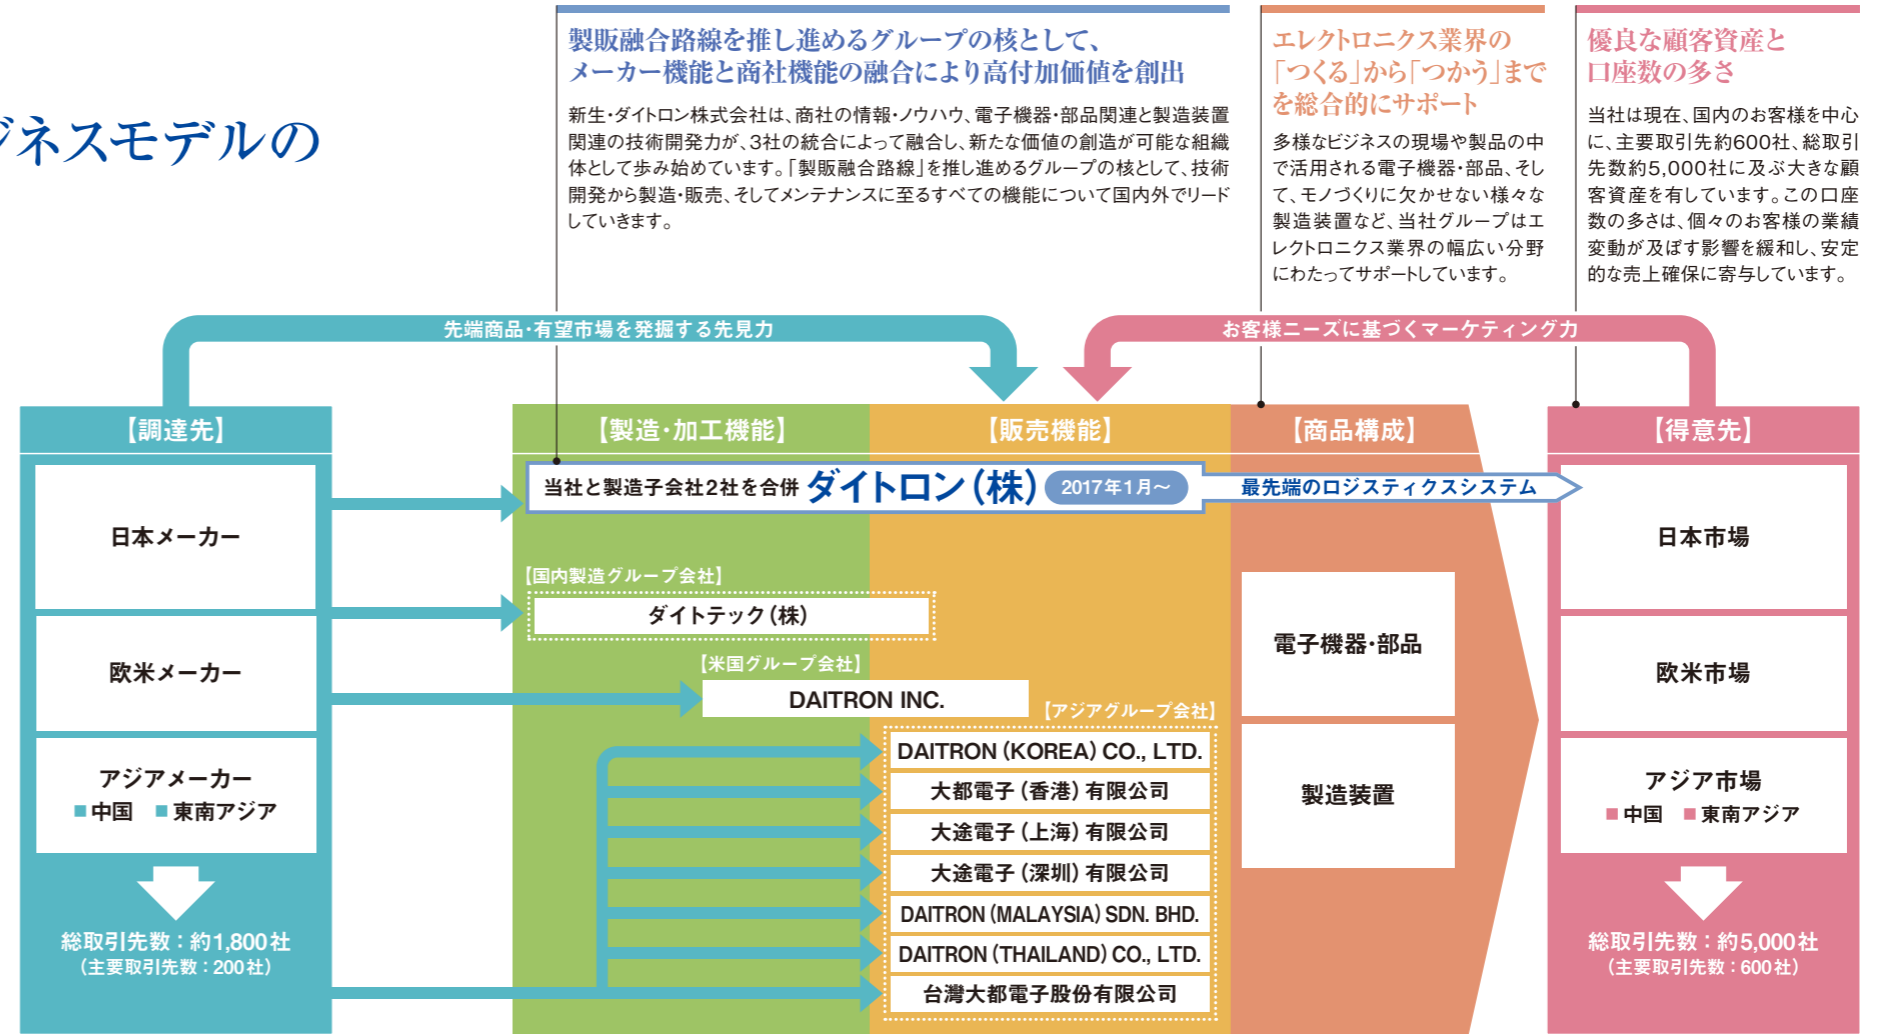 ジネスモデルの
製販融合路線を推し進めるグループの核として、
メーカー機能と商社機能の融合により高付加価値を創出
新生・ダイトロン株式会社は、商社の情報・ノウハウ、電子機器・部品関連と製造装置
関連の技術開発力が、3社の統合によって融合し、新たな価値の創造が可能な組織
体として歩み始めています。「製販融合路線」を推し進めるグループの核として、技術
開発から製造・販売、そしてメンテナンスに至るすべての機能について国内外でリード
していきます。
エレクトロニクス業界の
「つくる」から「つかう」まで
を総合的にサポート
多様なビジネスの現場や製品の中
で活用される電子機器・部品、そし
て、モノづくりに欠かせない様々な
製造装置など、当社グループはエ
レクトロニクス業界の幅広い分野
にわたってサポートしています。
優良な顧客資産と
口座数の多さ
当社は現在、国内のお客様を中心
に、主要取引先約600社、総取引
先数約5,000社に及ぶ大きな顧
客資産を有しています。この口座
数の多さは、個々のお客様の業績
変動が及ぼす影響を緩和し、安定
的な売上確保に寄与しています。
先端商品・有望市場を発掘する先見力
お客様ニーズに基づくマーケティング力
【調達先】
日本メーカー
欧米メーカー
アジアメーカー
■中国 ■東南アジア
総取引先数：約1,800社
（主要取引先数：200社）
【製造・加工機能】
【販売機能】
【商品構成】
【得意先】
当社と製造子会社2社を合併 ダイトロン（株） 2017年1月～
最先端のロジスティクスシステム
【国内製造グループ会社】
ダイトテック（株）
【米国グループ会社】
DAITRON INC.
【アジアグループ会社】
DAITRON（KOREA）CO., LTD.
大都電子（香港）有限公司
大途電子（上海）有限公司
大途電子（深圳）有限公司
DAITRON（MALAYSIA）SDN. BHD.
DAITRON（THAILAND）CO., LTD.
台灣大都電子股份有限公司
電子機器・部品
製造装置
日本市場
欧米市場
アジア市場
■中国 ■東南アジア
総取引先数：約5,000社
（主要取引先数：600社）